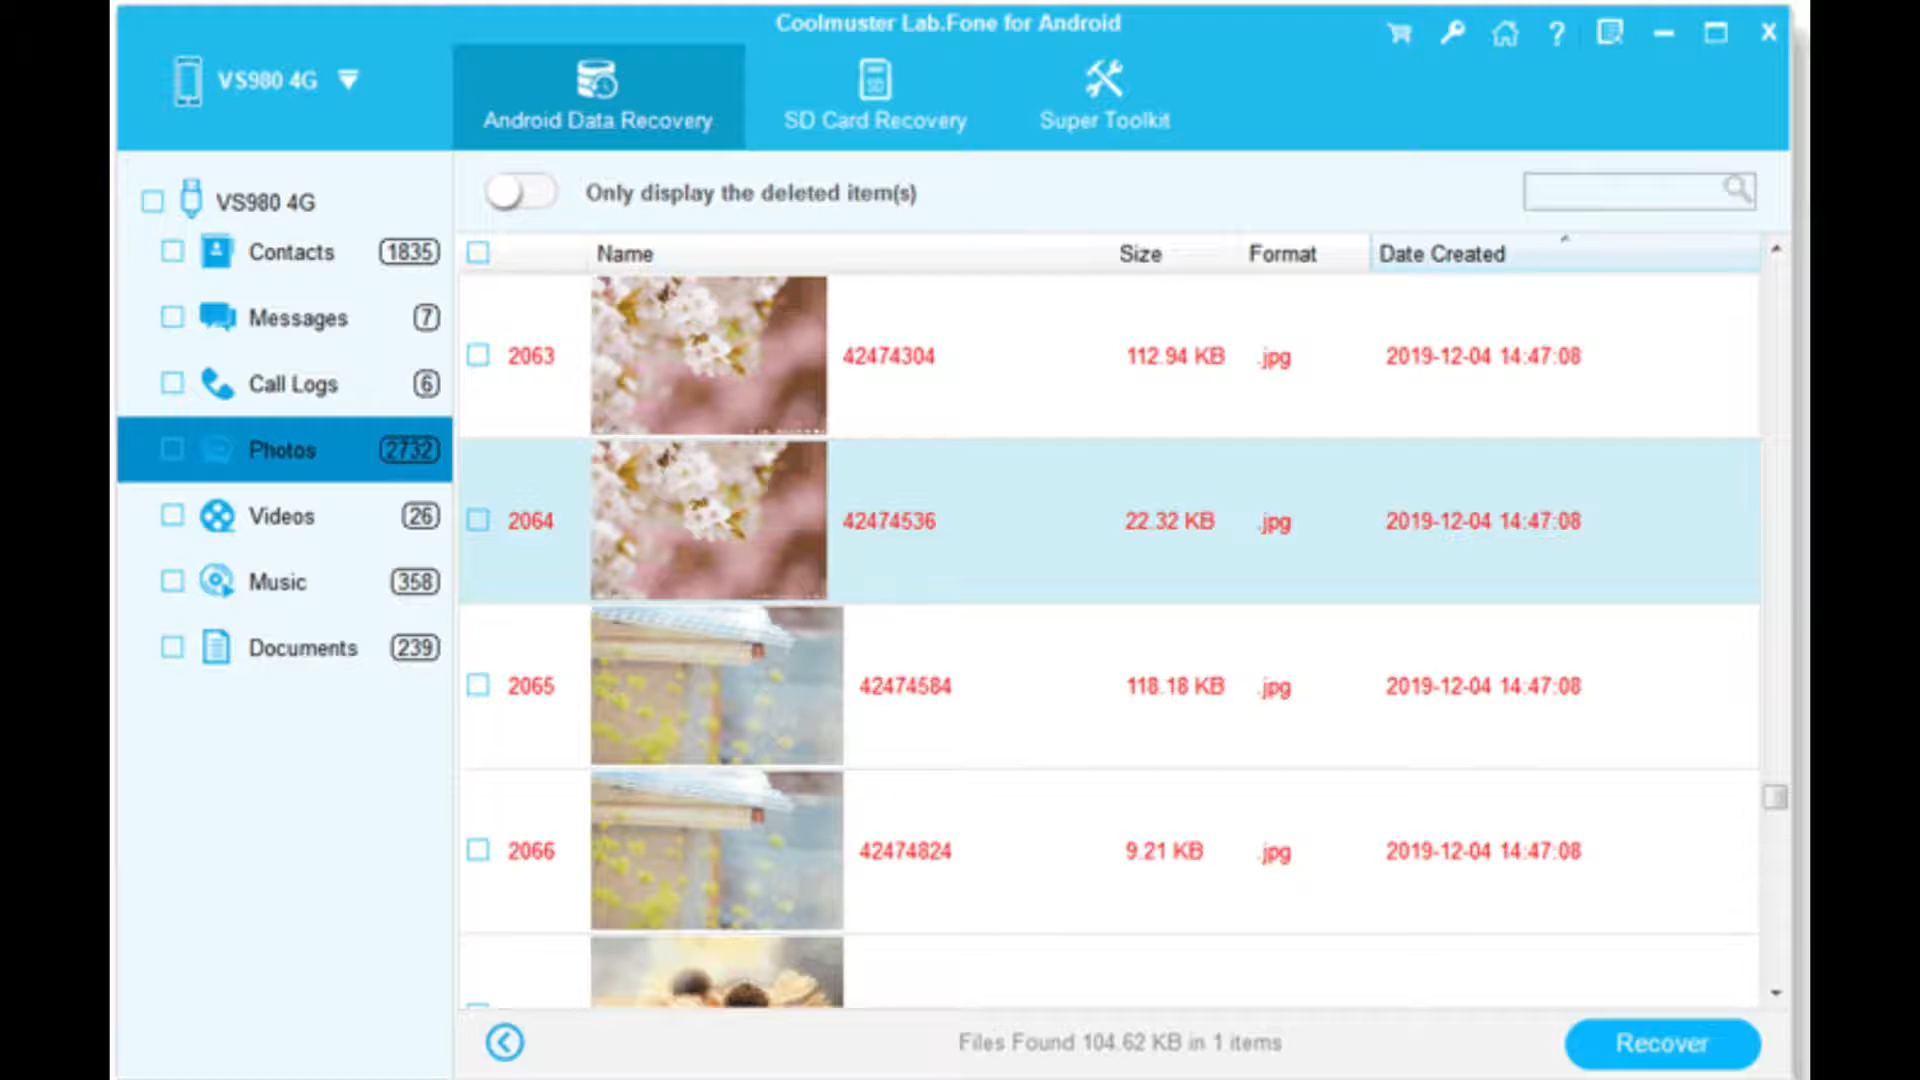 Coolmuster Lab.Fone for Android
VS980 4G
Android Data Recovery
SD
SD Card Recovery
Super Toolkit
?
X
VS980 4G
Contacts 1835
Messages 7
Call Logs 6
Photos 2732
Videos 26
Music 358
Documents 239
Only display the deleted item(s)
Name Size Format Date Created
2063 42474304 112.94 KB .jpg 2019-12-04 14:47:08
2064 42474536 22.32 KB .jpg 2019-12-04 14:47:08
2065 42474584 118.18 KB .jpg 2019-12-04 14:47:08
2066 42474824 9.21 KB .jpg 2019-12-04 14:47:08
Files Found 104.62 KB in 1 items
Recover